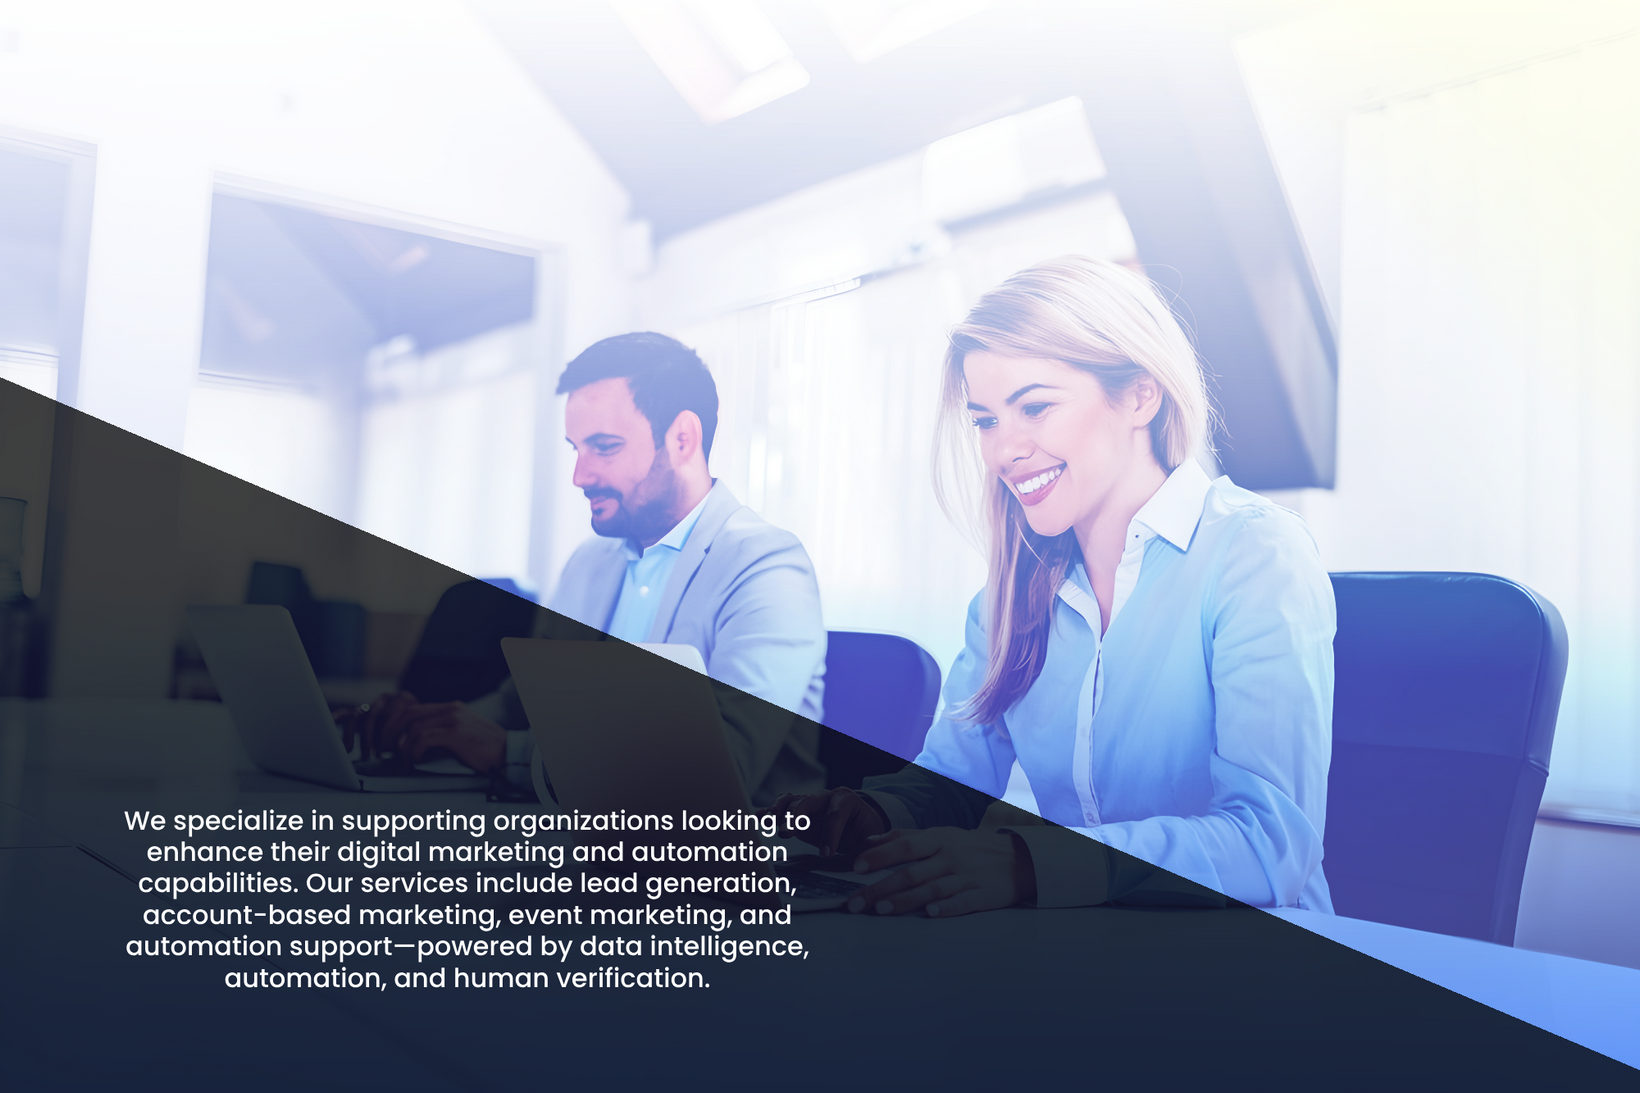 We specialize in supporting organizations looking to
enhance their digital marketing and automation
capabilities. Our services include lead generation,
account-based marketing, event marketing, and
automation support—powered by data intelligence,
automation, and human verification.